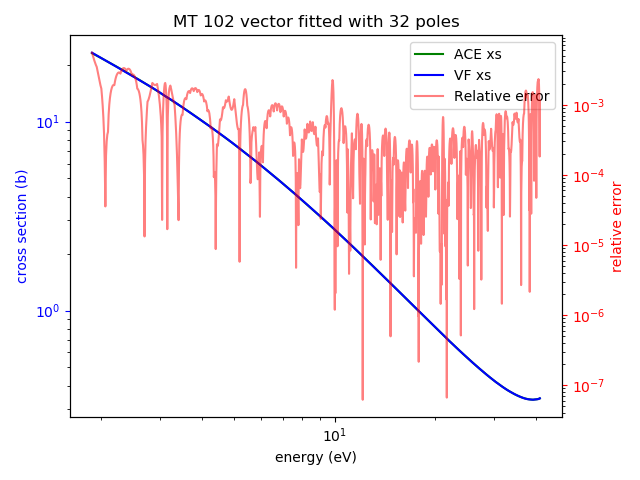 MT 102 vector fitted with 32 poles
ACE xs
VF xs
Relative error
cross section (b)
10¹
10⁰
10⁻³
10⁻⁴
10⁻⁵
10⁻⁶
10⁻⁷
relative error
10¹
energy (eV)